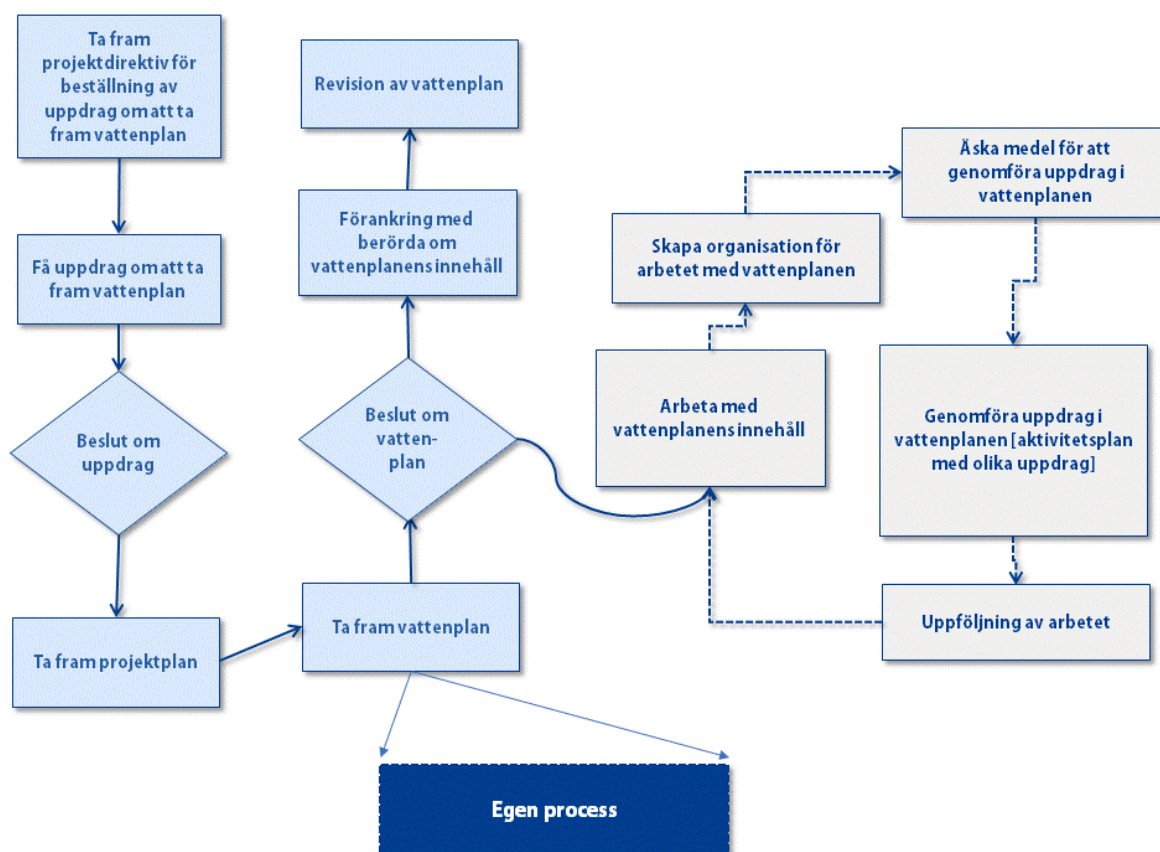 Ta fram
projektdirektiv för
beställning av
uppdrag om att ta
fram vattenplan
Få uppdrag om att ta
fram vattenplan
Beslut om
uppdrag
Ta fram projektplan
Ta fram vattenplan
Beslut om
vatten-
plan
Förankring med
berörda om
vattenplanens innehåll
Revision av vattenplan
Arbeta med
vattenplanens innehåll
Skapa organisation för
arbetet med vattenplanen
Äska medel för att
genomföra uppdrag i
vattenplanen
Genomföra uppdrag i
vattenplanen [aktivitetsplan
med olika uppdrag]
Uppföljning av arbetet
Egen process